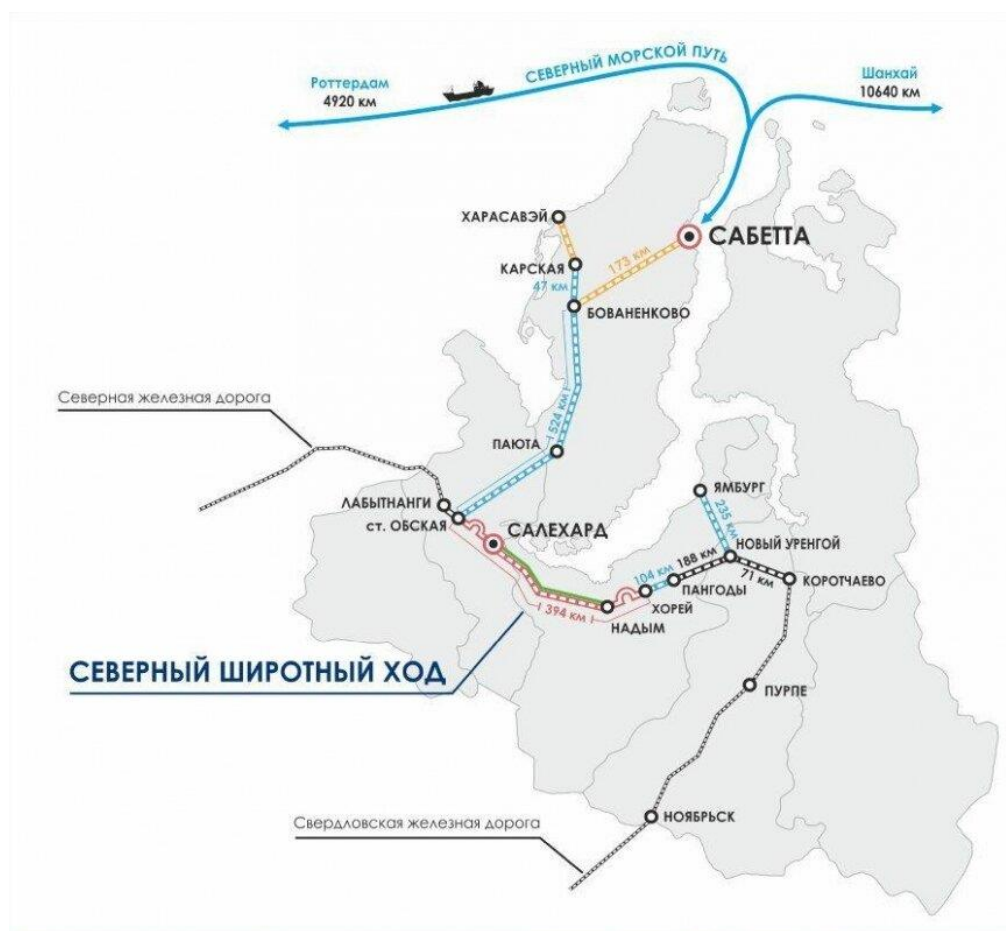 СЕВЕРНЫЙ МОРСКОЙ ПУТЬ
Роттердам
4920 км
Шанхай
10640 км
ХАРАСАВЭЙ
САБЕТТА
КАРСКАЯ
173 км
47 км
БОВАНЕНКОВО
Северная железная дорога
524 км
ПАЮТА
ЯМБУРГ
ЛАБЫТНАНГИ
235 км
ст. ОБСКАЯ
САЛЕХАРД
НОВЫЙ УРЕНГОЙ
188 км
104 км
71 км
КОРОТЧАЕВО
ПАНГОДЫ
ХОРЕЙ
394 км
НАДЫМ
СЕВЕРНЫЙ ШИРОТНЫЙ ХОД
ПУРПЕ
НОЯБРЬСК
Свердловская железная дорога